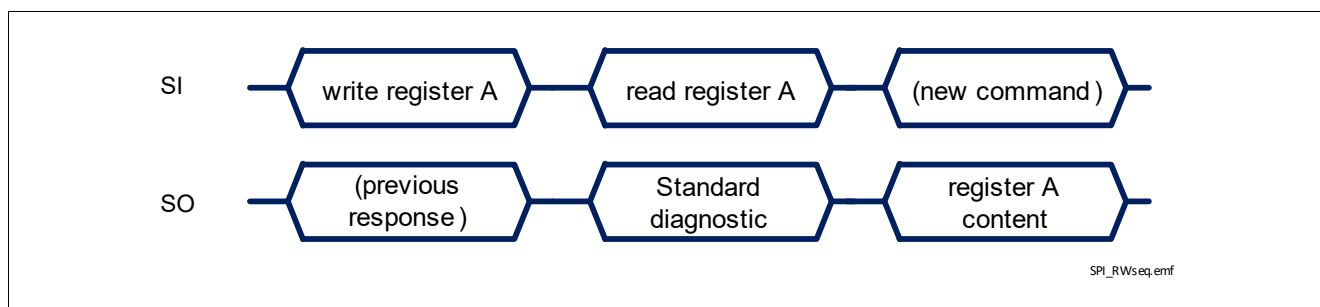 SI
write register A
read register A
(new command)
SO
(previous
response)
Standard
diagnostic
register A
content
SPI_RWseq.emf